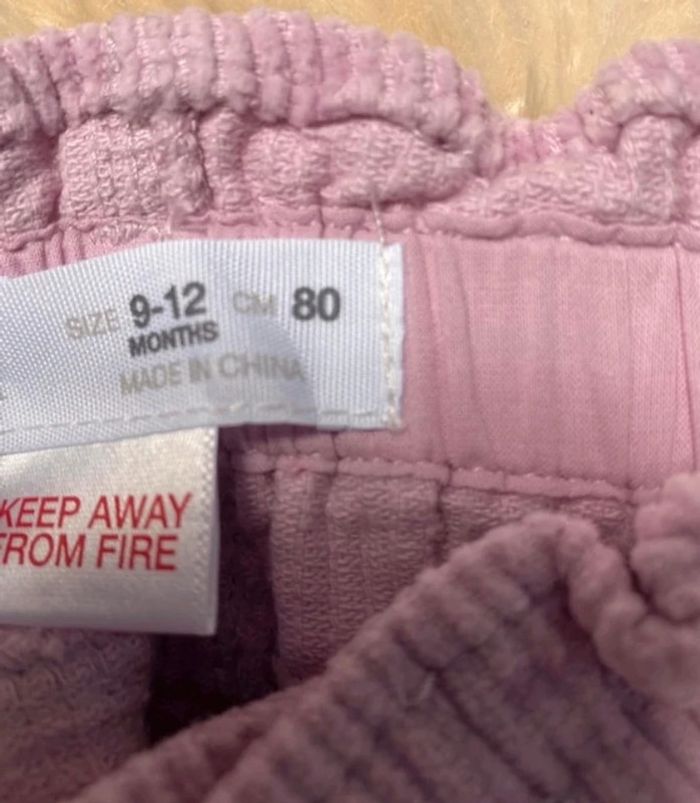 SIZE 9-12 CM 80
MONTHS
MADE IN CHINA
KEEP AWAY
FROM FIRE